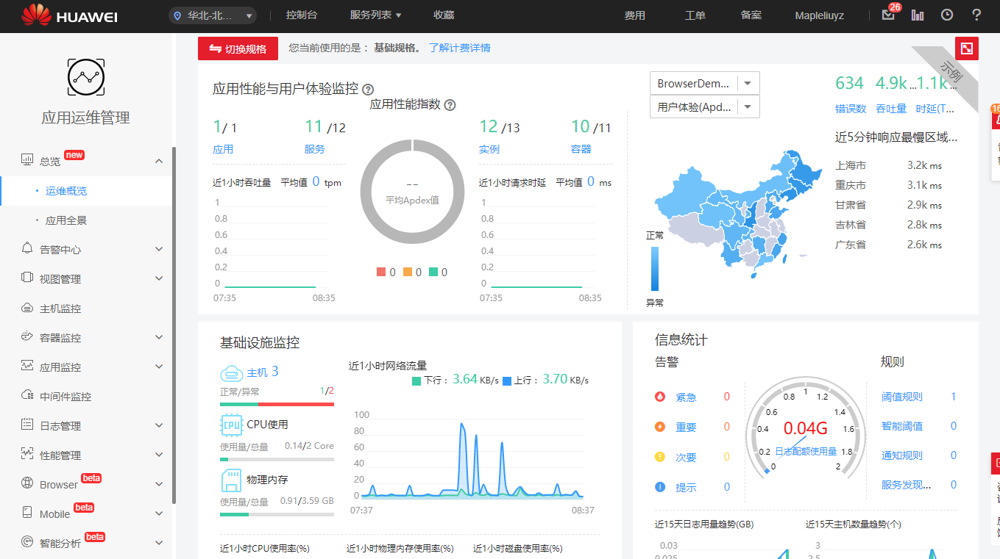 HUAWEI
华北-北...
控制台
服务列表
收藏
费用
工单
备案
Mapleliuyz
26
应用运维管理
总览 new
运维概览
应用全景
告警中心
视图管理
主机监控
容器监控
应用监控
中间件监控
日志管理
性能管理
Browser beta
Mobile beta
智能分析 beta
切换规格
您当前使用的是： 基础规格。 了解计费详情
示例
应用性能与用户体验监控 ?
1/ 1
应用
11 /12
服务
近1小时吞吐量 平均值 0 tpm
1
0.8
0.6
0.4
0.2
0
07:35 08:35
应用性能指数 ?
--
平均Apdex值
0 0 0
12 /13
实例
10 /11
容器
近1小时请求时延 平均值 0 ms
1
0.8
0.6
0.4
0.2
0
07:35 08:35
BrowserDem...
用户体验(Apd...
正常
异常
634 4.9k... 1.1k...
错误数 吞吐量 时延(T...
近5分钟响应最慢区域...
上海市 3.2k ms
重庆市 3.1k ms
甘肃省 2.9k ms
吉林省 2.8k ms
广东省 2.6k ms
基础设施监控
主机 3
正常/异常 1/2
CPU
CPU使用
使用量/总量 0.14/2 Core
物理内存
使用量/总量 0.91/3.59 GB
近1小时网络流量
下行： 3.64 KB/s 上行： 3.70 KB/s
100
80
60
40
20
0
07:37 08:37
近1小时CPU使用率(%) 近1小时物理内存使用率(%) 近1小时磁盘使用率(%)
信息统计
告警
紧急 0
重要 0
次要 0
提示 0
0
0.2
0.4
0.6
0.8
1
1.2
1.4
1.6
1.8
2
0.04G
日志配额使用量
规则
阈值规则 1
智能阈值 0
通知规则 0
服务发现... 0
近15天日志用量趋势(GB) 近15天主机数量趋势(个)
0.03
0.025
3
2.5